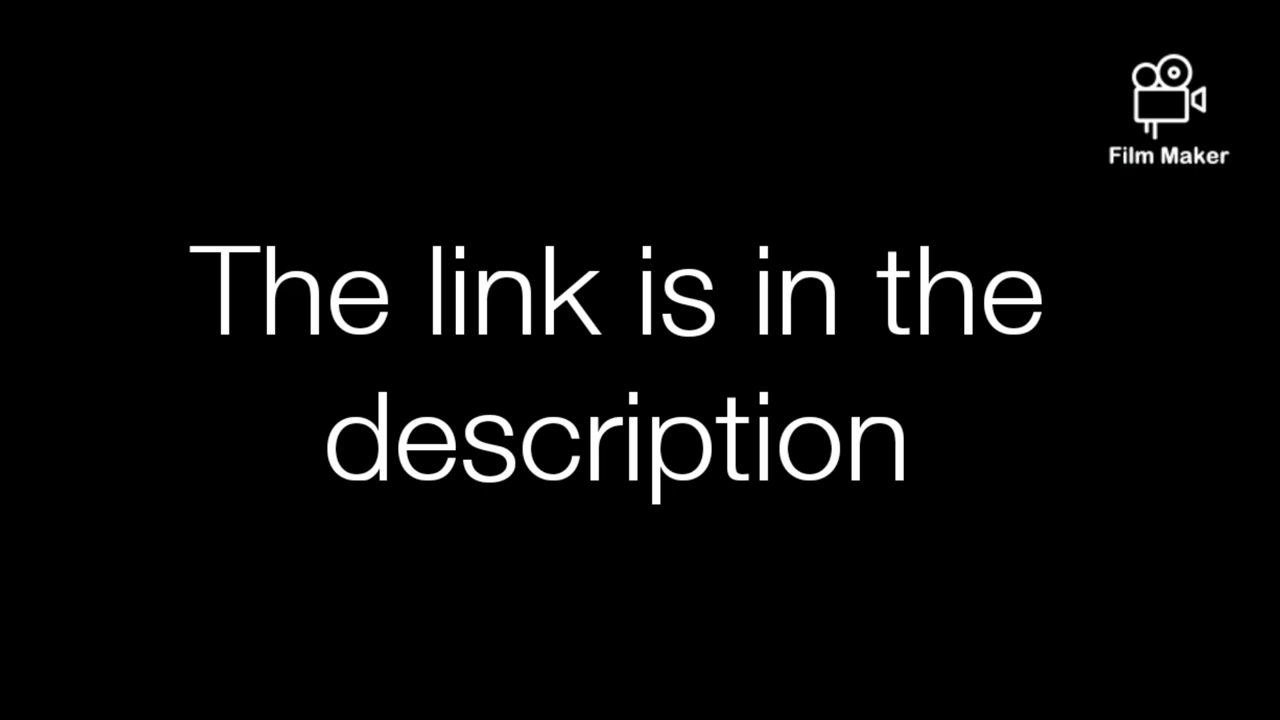 Film Maker
The link is in the
description